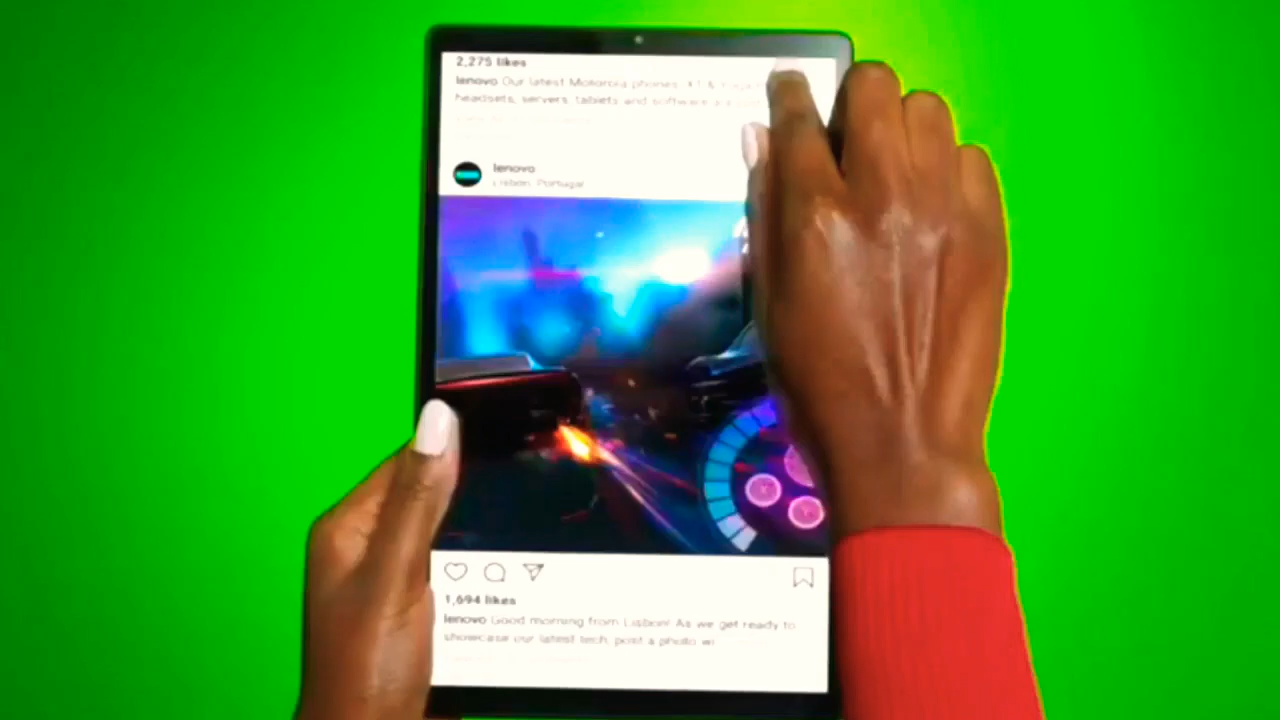 2,275 likes
lenovo Our latest Motorola phones, X1 &
headsets, servers, tablets and software
lenovo
Lisbon, Portugal
1,694 likes
lenovo Good morning from Lisbon! As we get ready to
showcase our latest tech, post a photo